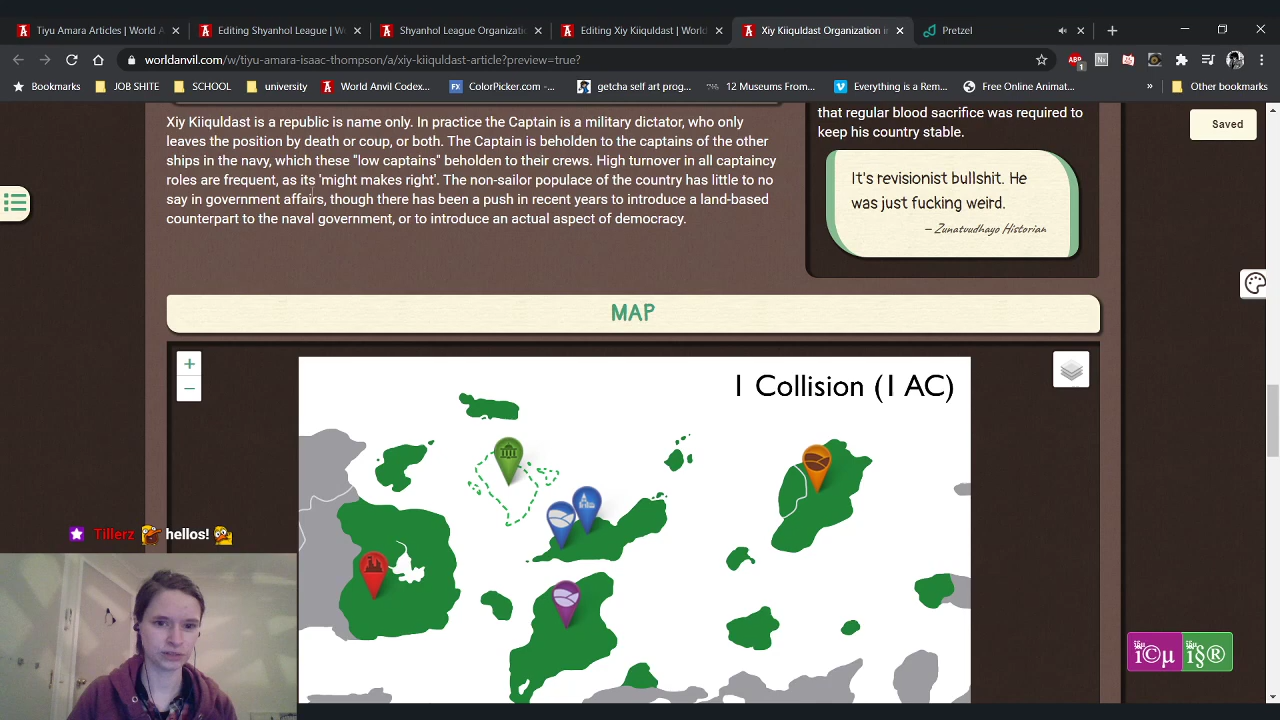 Tiyu Amara Articles | World A
Editing Shyanhol League | Wo
Shyanhol League Organizatio
Editing Xiy Kiiquldast | World
Xiy Kiiquldast Organization in
Pretzel
worldanvil.com/w/tiyu-amara-isaac-thompson/a/xiy-kiiquldast-article?preview=true?
Bookmarks
JOB SHITE
SCHOOL
university
World Anvil Codex...
ColorPicker.com -...
getcha self art prog...
12 Museums From...
Everything is a Rem...
Free Online Animat...
Other bookmarks
that regular blood sacrifice was required to
keep his country stable.
Saved
Xiy Kiiquldast is a republic is name only. In practice the Captain is a military dictator, who only
leaves the position by death or coup, or both. The Captain is beholden to the captains of the other
ships in the navy, which these "low captains" beholden to their crews. High turnover in all captaincy
roles are frequent, as its 'might makes right'. The non-sailor populace of the country has little to no
say in government affairs, though there has been a push in recent years to introduce a land-based
counterpart to the naval government, or to introduce an actual aspect of democracy.
It's revisionist bullshit. He
was just fucking weird.
– Zunatvudhayo Historian
MAP
+
−
1 Collision (1 AC)
Tillerz hellos!